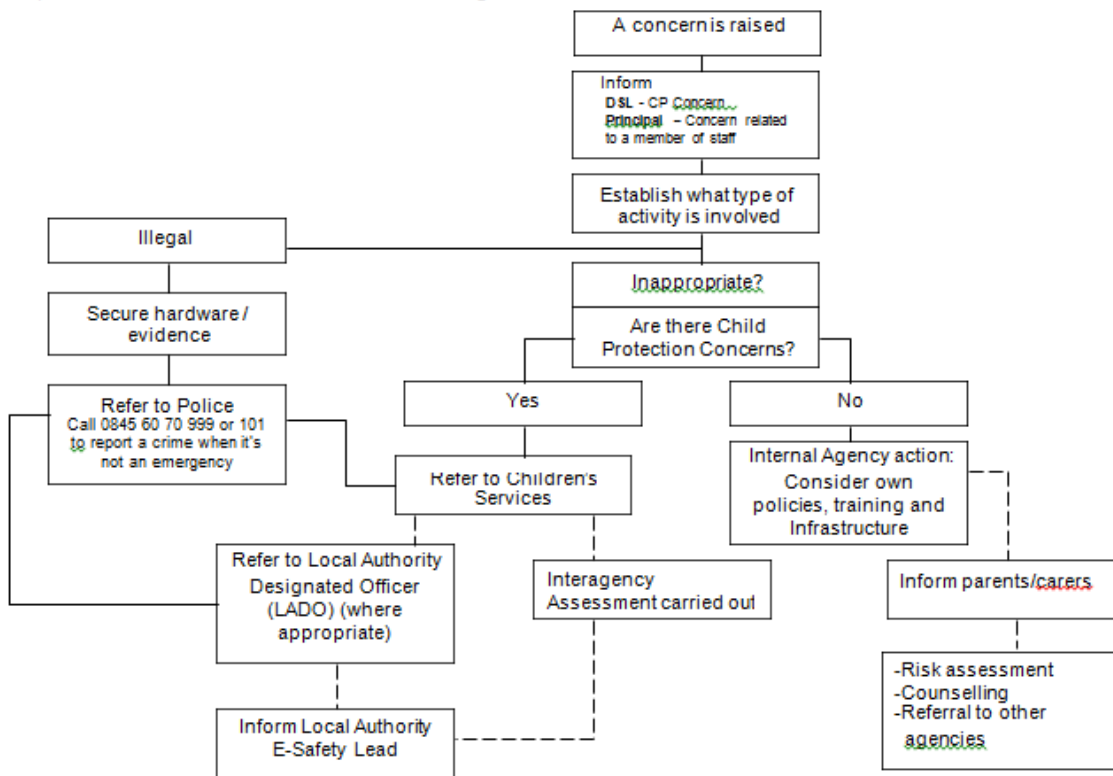 A concern is raised
Inform
DSL - CP Concern
Principal – Concern related
to a member of staff
Establish what type of
activity is involved
Illegal
Inappropriate?
Secure hardware /
evidence
Are there Child
Protection Concerns?
Refer to Police
Call 0845 60 70 999 or 101
to report a crime when it's
not an emergency
Yes
No
Refer to Children's
Services
Internal Agency action:
Consider own
policies, training and
Infrastructure
Refer to Local Authority
Designated Officer
(LADO) (where
appropriate)
Interagency
Assessment carried out
Inform parents/carers
-Risk assessment
-Counselling
-Referral to other
agencies
Inform Local Authority
E-Safety Lead